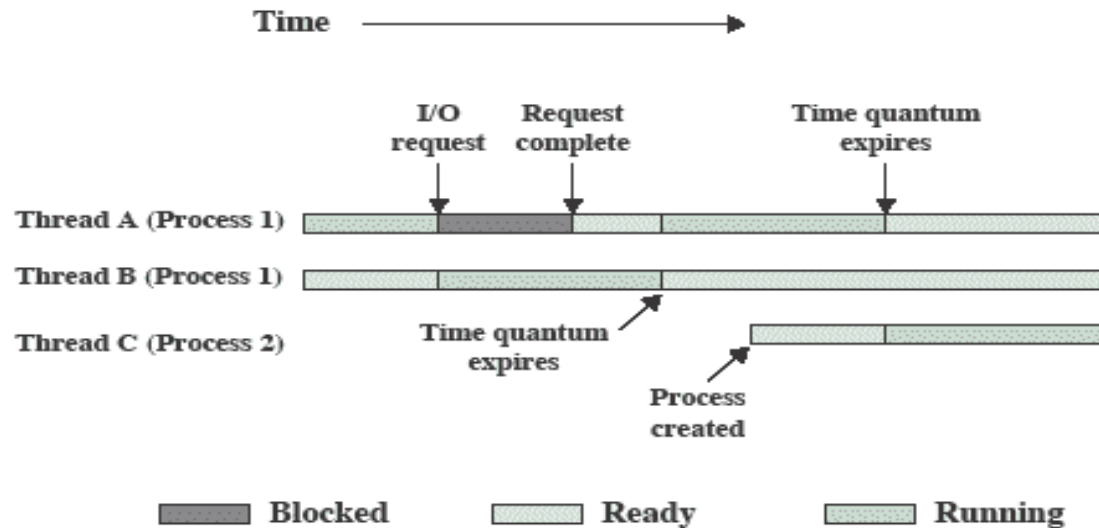 Time
I/O
request
Request
complete
Time quantum
expires
Thread A (Process 1)
Thread B (Process 1)
Time quantum
expires
Thread C (Process 2)
Process
created
Blocked
Ready
Running